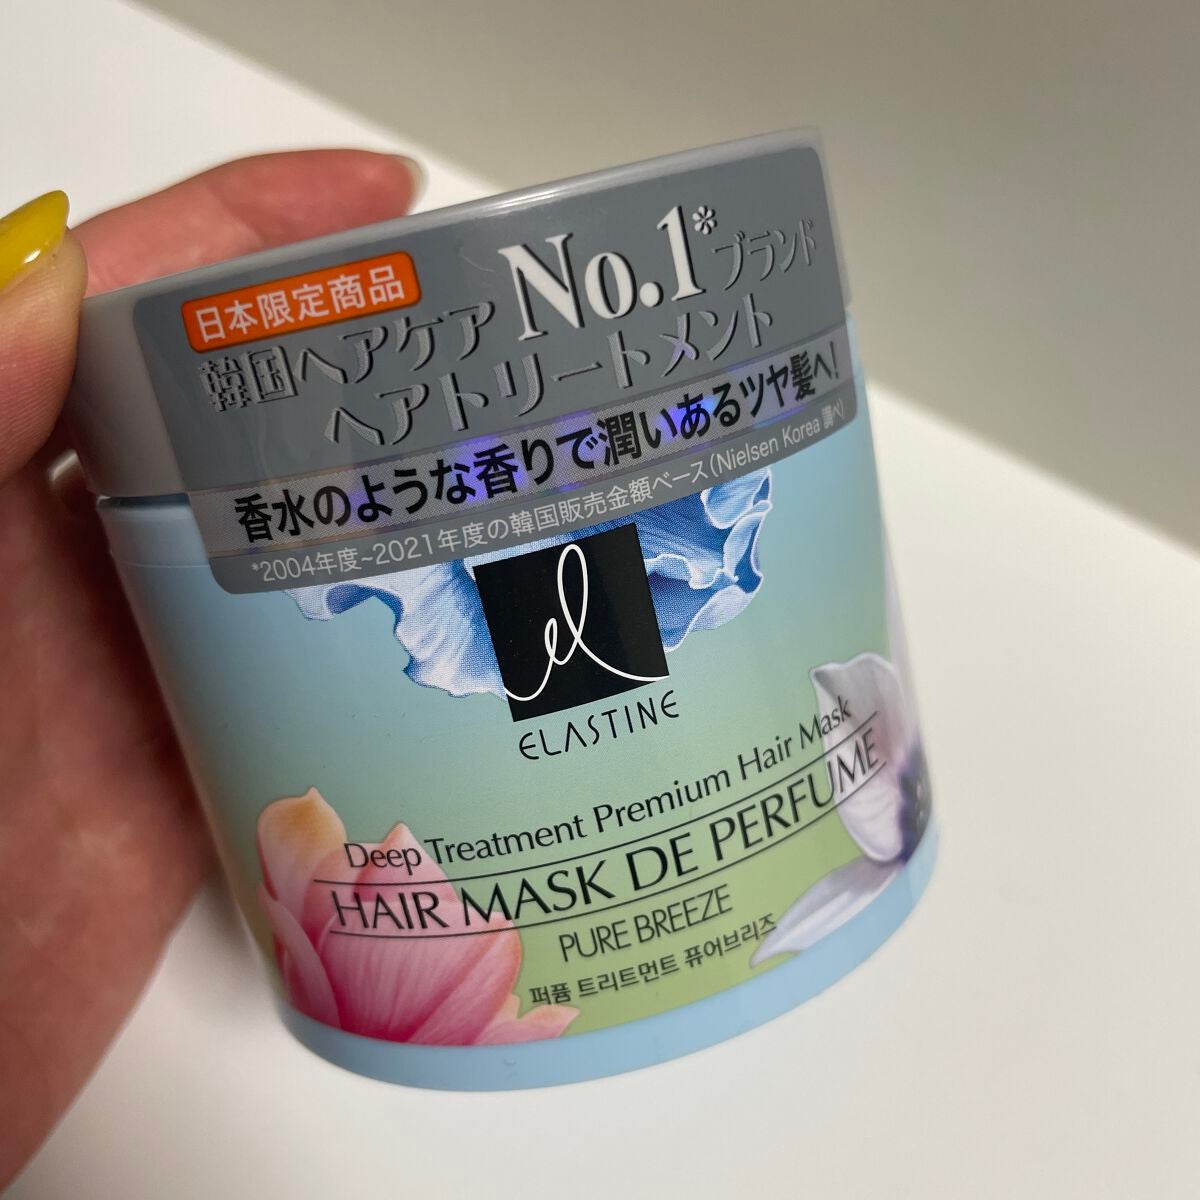 日本限定商品
韓国ヘアケア No.1* ブランド
ヘアトリートメント
香水のような香りで潤いあるツヤ髪へ!
*2004年度~2021年度の韓国販売金額ベース(Nielsen Korea 調べ)
el
ELASTINE
Deep Treatment Premium Hair Mask
HAIR MASK DE PERFUME
PURE BREEZE
퍼퓸 트리트먼트 퓨어브리즈